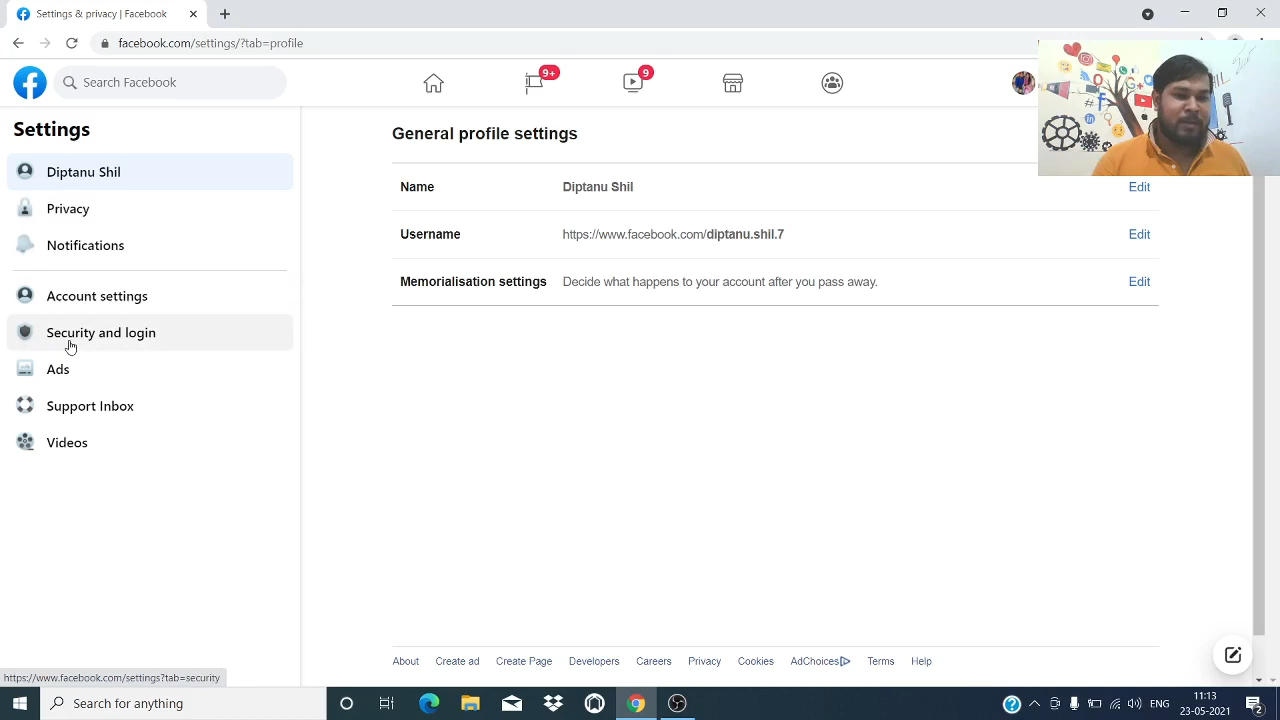 Settings & privacy | Facebook
facebook.com/settings/?tab=profile
Search Facebook
9+
9
Settings
Diptanu Shil
Privacy
Notifications
Account settings
Security and login
Ads
Support Inbox
Videos
General profile settings
Name Diptanu Shil Edit
Username https://www.facebook.com/diptanu.shil.7 Edit
Memorialisation settings Decide what happens to your account after you pass away. Edit
About Create ad Create Page Developers Careers Privacy Cookies AdChoices Terms Help
https://www.facebook.com/settings?tab=security
Search for anything
ENG
11:13
23-05-2021
2